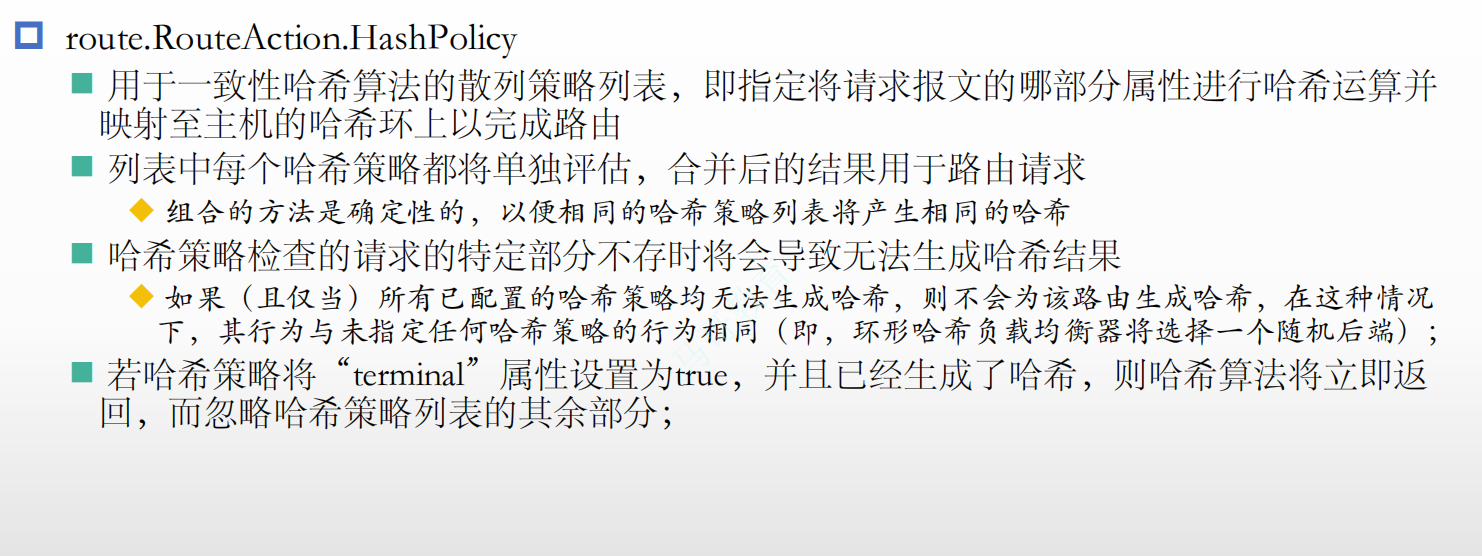 route.RouteAction.HashPolicy
用于一致性哈希算法的散列策略列表，即指定将请求报文的哪部分属性进行哈希运算并
映射至主机的哈希环上以完成路由
列表中每个哈希策略都将单独评估，合并后的结果用于路由请求
组合的方法是确定性的，以便相同的哈希策略列表将产生相同的哈希
哈希策略检查的请求的特定部分不存时将会导致无法生成哈希结果
如果（且仅当）所有已配置的哈希策略均无法生成哈希，则不会为该路由生成哈希，在这种情况
下，其行为与未指定任何哈希策略的行为相同（即，环形哈希负载均衡器将选择一个随机后端）；
若哈希策略将“terminal”属性设置为true，并且已经生成了哈希，则哈希算法将立即返
回，而忽略哈希策略列表的其余部分；